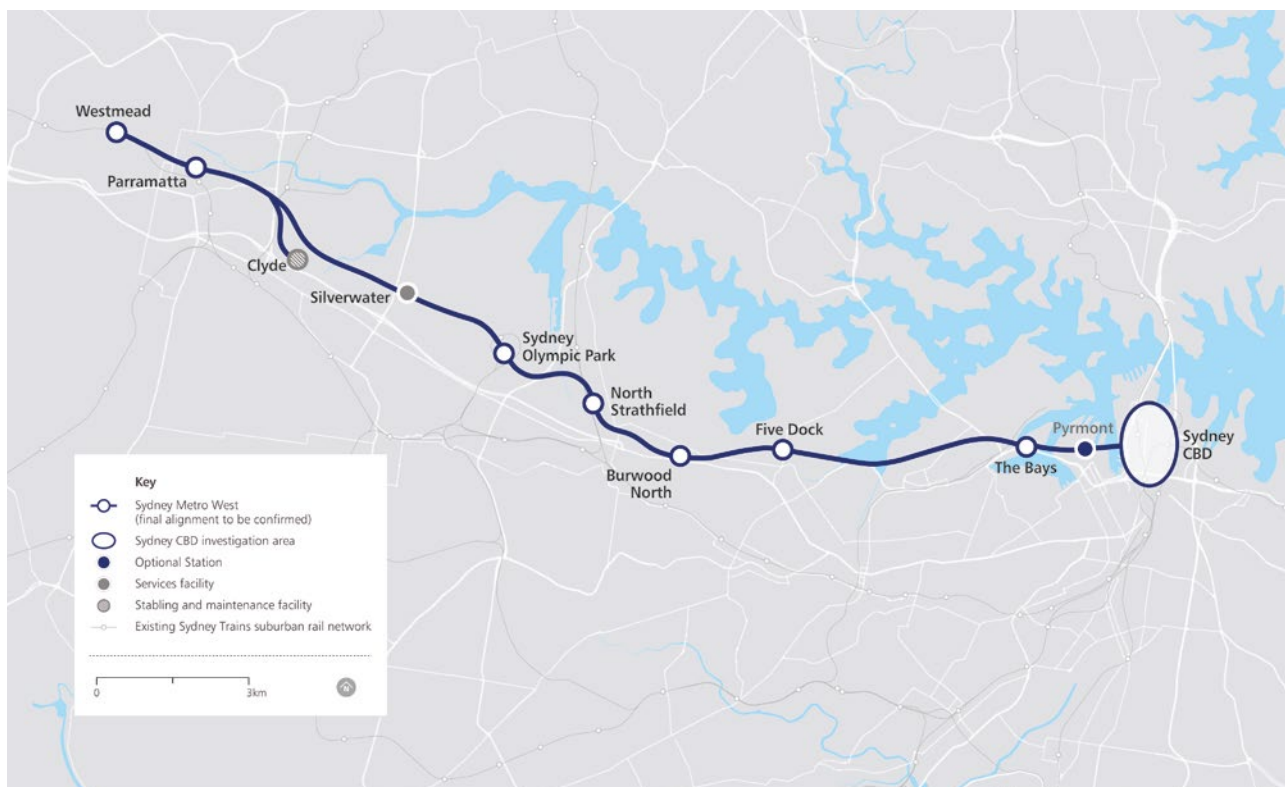 Westmead
Parramatta
Clyde
Silverwater
Sydney
Olympic Park
North
Strathfield
Burwood
North
Five Dock
The Bays
Pyrmont
Sydney
CBD
Key
Sydney Metro West
(final alignment to be confirmed)
Sydney CBD investigation area
Optional Station
Services facility
Stabling and maintenance facility
Existing Sydney Trains suburban rail network
0
3km
N